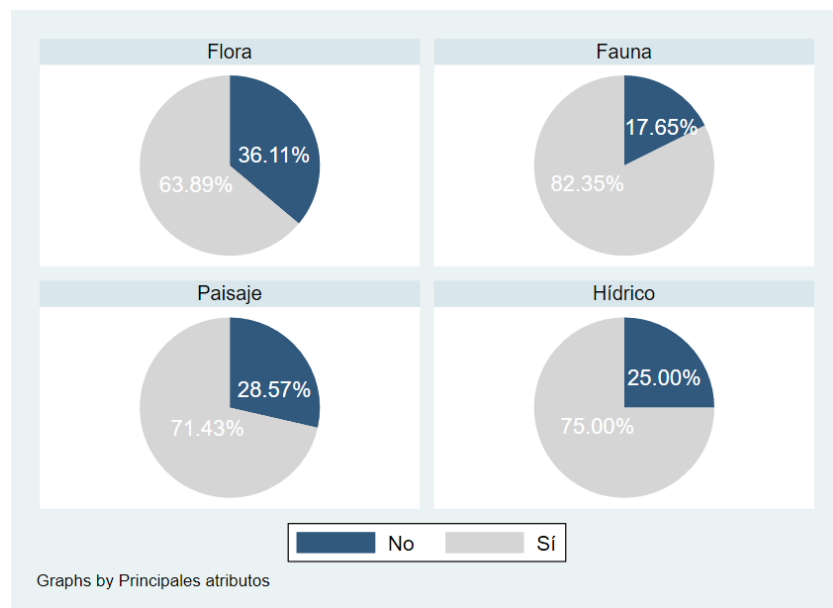 Flora
36.11%
63.89%
Fauna
17.65%
82.35%
Paisaje
28.57%
71.43%
Hídrico
25.00%
75.00%
No Sí
Graphs by Principales atributos